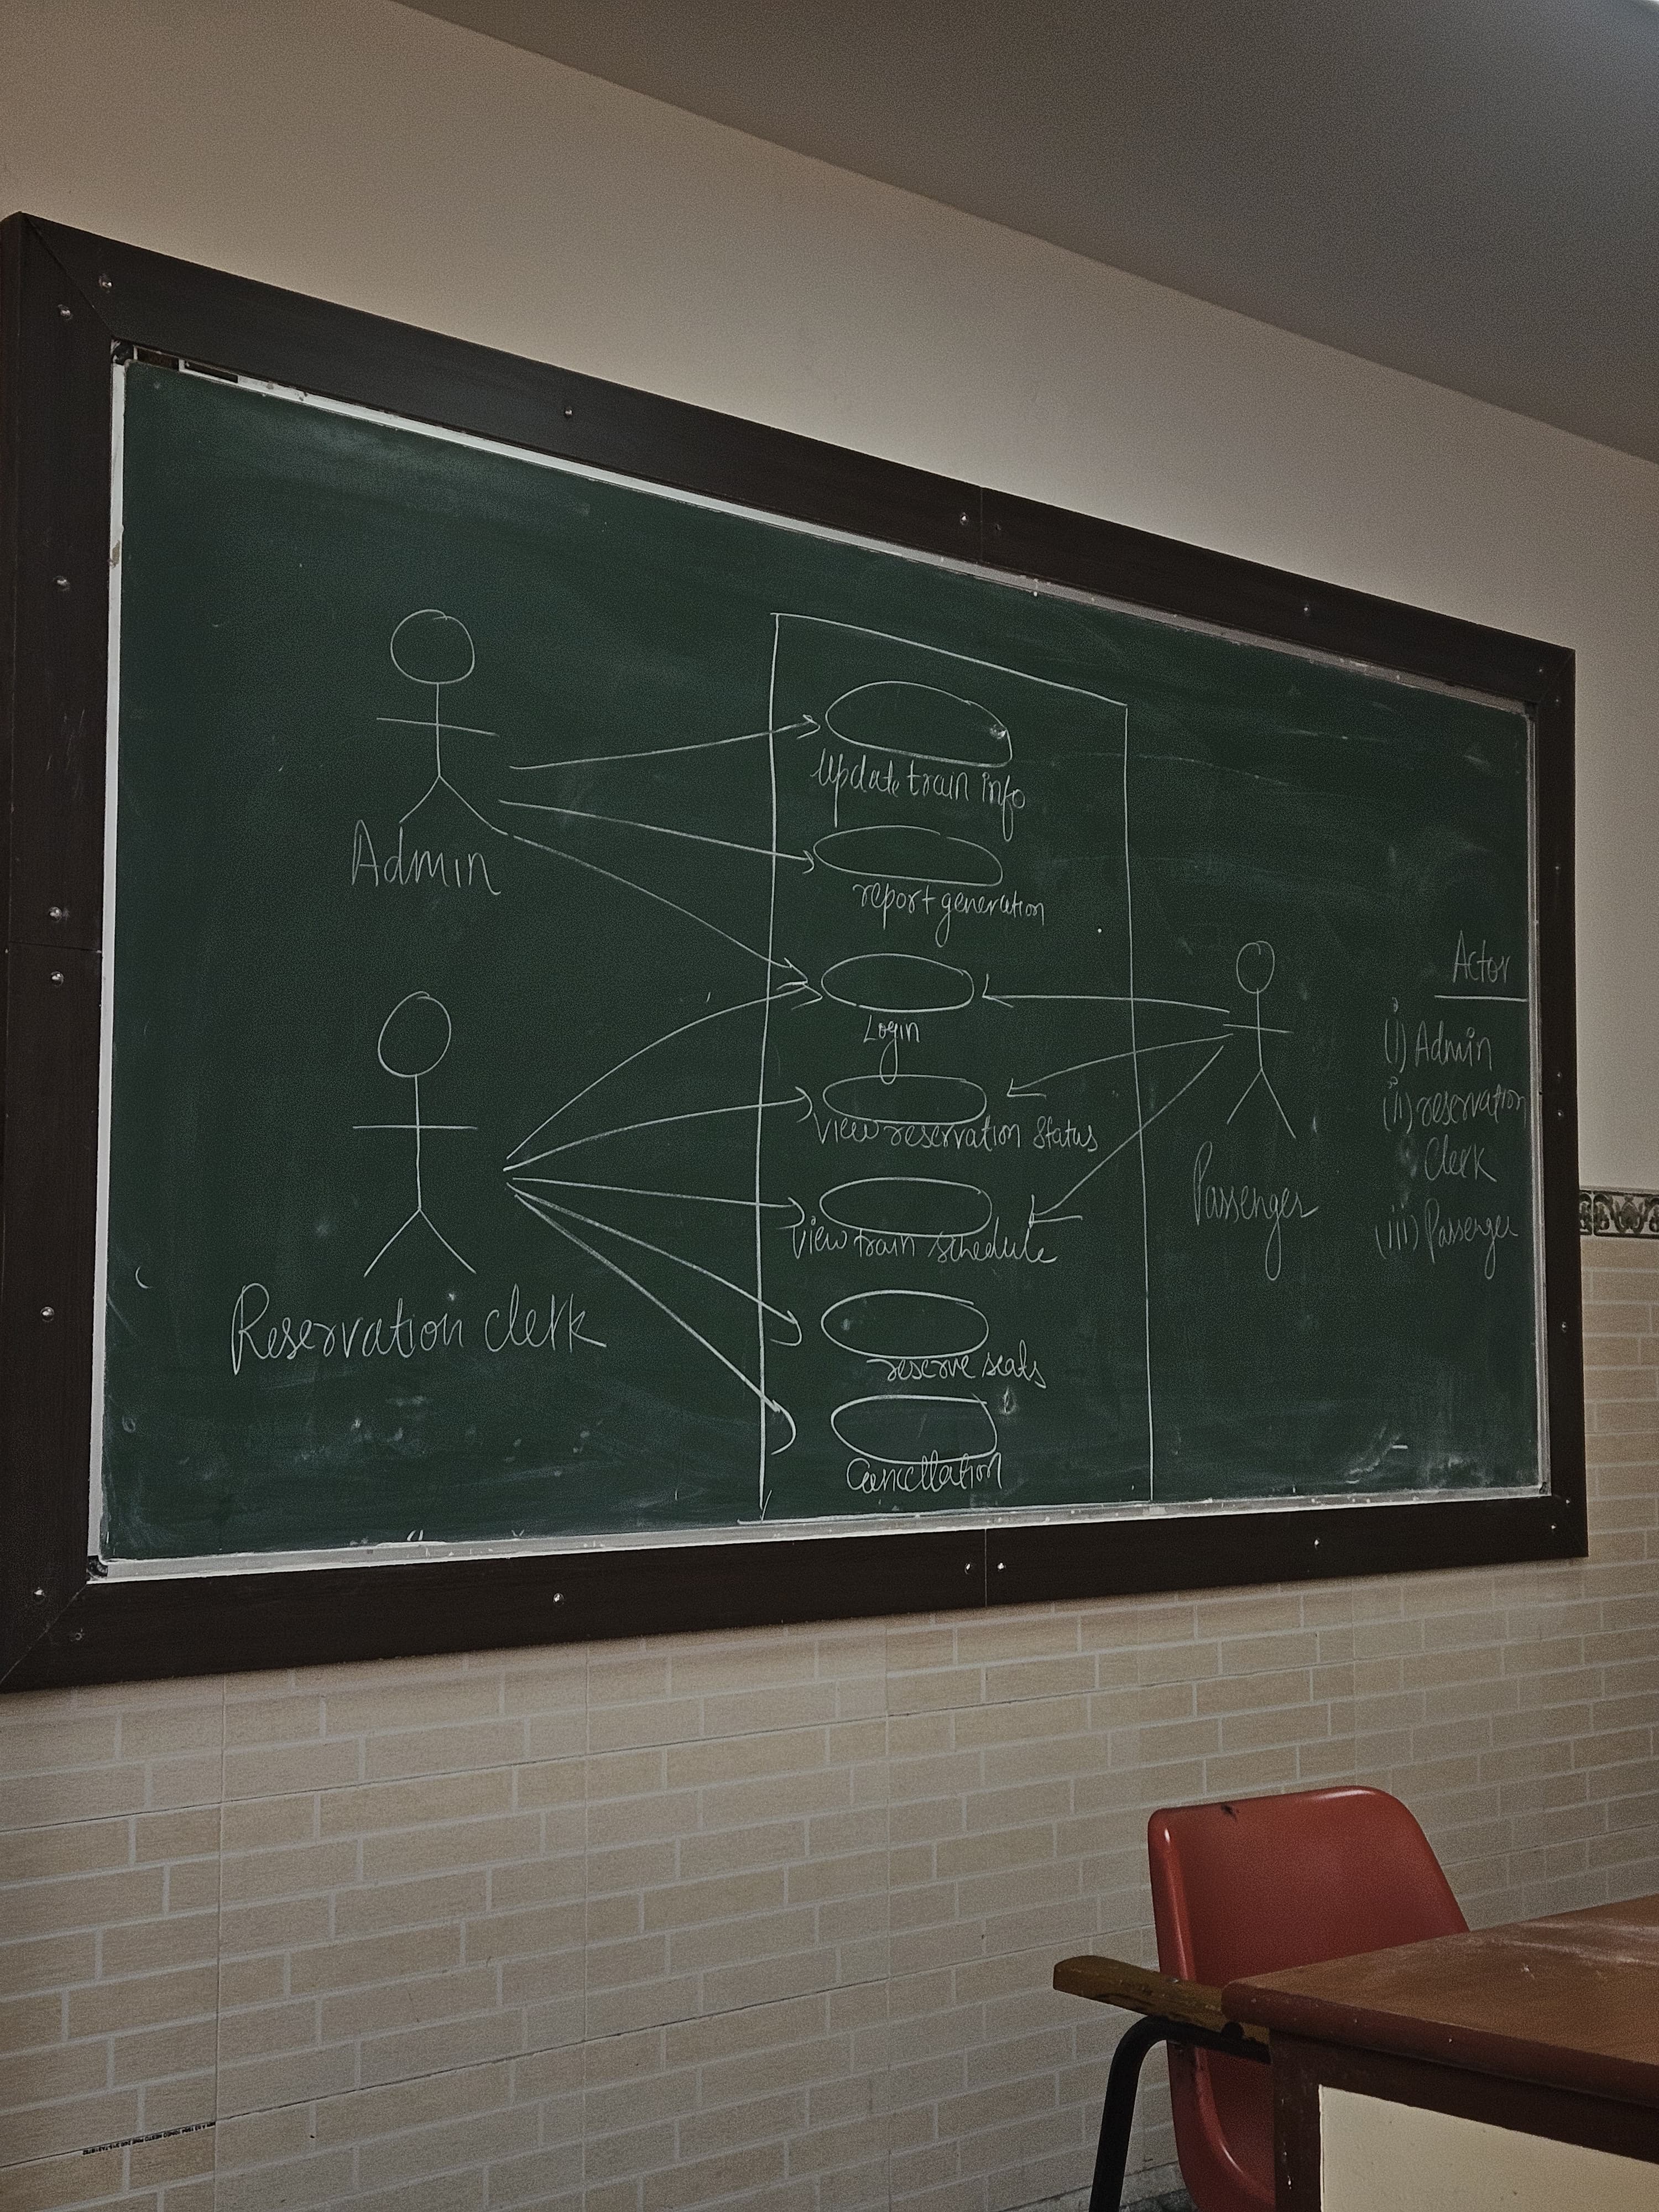 Admin
Reservation clerk
Update train info
report generation
Login
View reservation Status
View train schedule
reserve seats
Cancellation
Passenger
Actor
(i) Admin
(ii) reservation
Clerk
(iii) Passenger